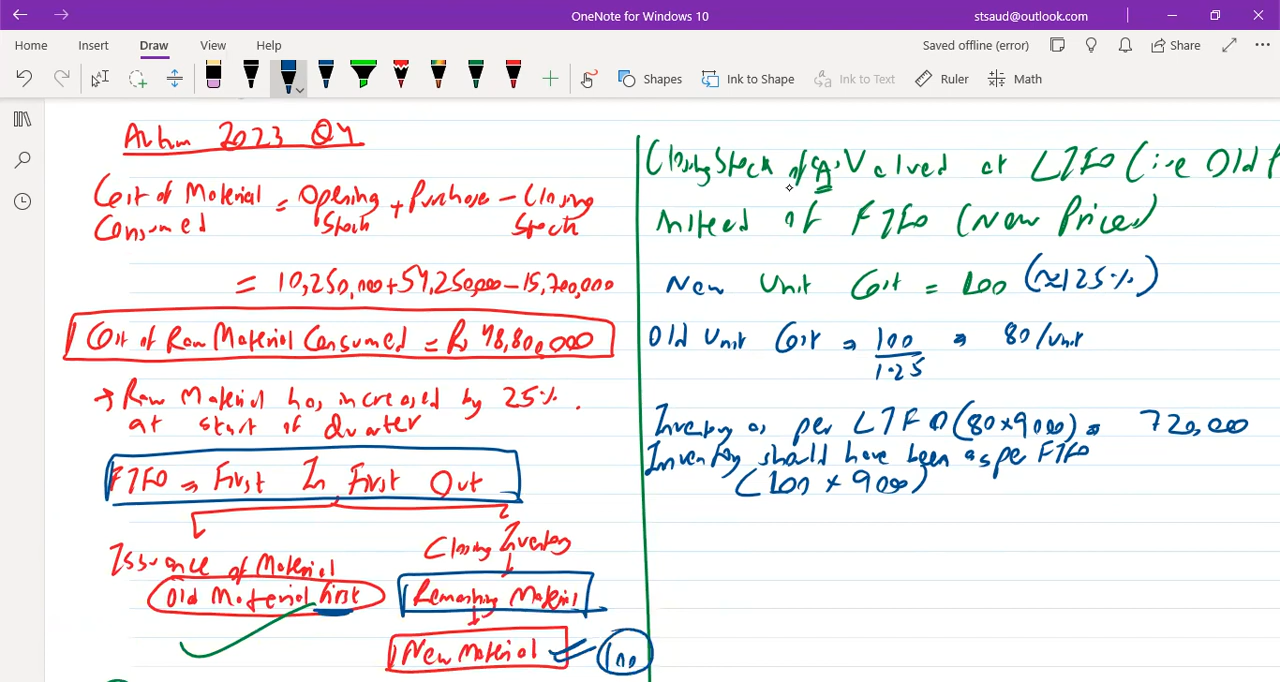 OneNote for Windows 10
stsaud@outlook.com
Home Insert Draw View Help
Saved offline (error)
Share
Shapes
Ink to Shape
Ink to Text
Ruler
Math
Autum 2023 Q4
Cost of Material Consumed = Opening Stock + Purchase - Closing Stock
= 10,250,000+54,250,000-15,700,000
Cost of Raw Material Consumed = Rs 48,800,000
→ Raw Material has increased by 25%.
at start of Quarter
FIFO = First In First Out
Issuance of Material
Old Material First
Closing Inventory
Remaining Material
New Material
100
Closing Stock of A. Valued at LIFO (i.e Old P
Instead of FIFO (New Price)
New Unit Cost = 100 (≈125%)
Old Unit Cost = 100/1.25 = 80/unit
Inventory as per LIFO (80×9000) = 720,000
Inventory should have been as per FIFO
(100 × 9000)